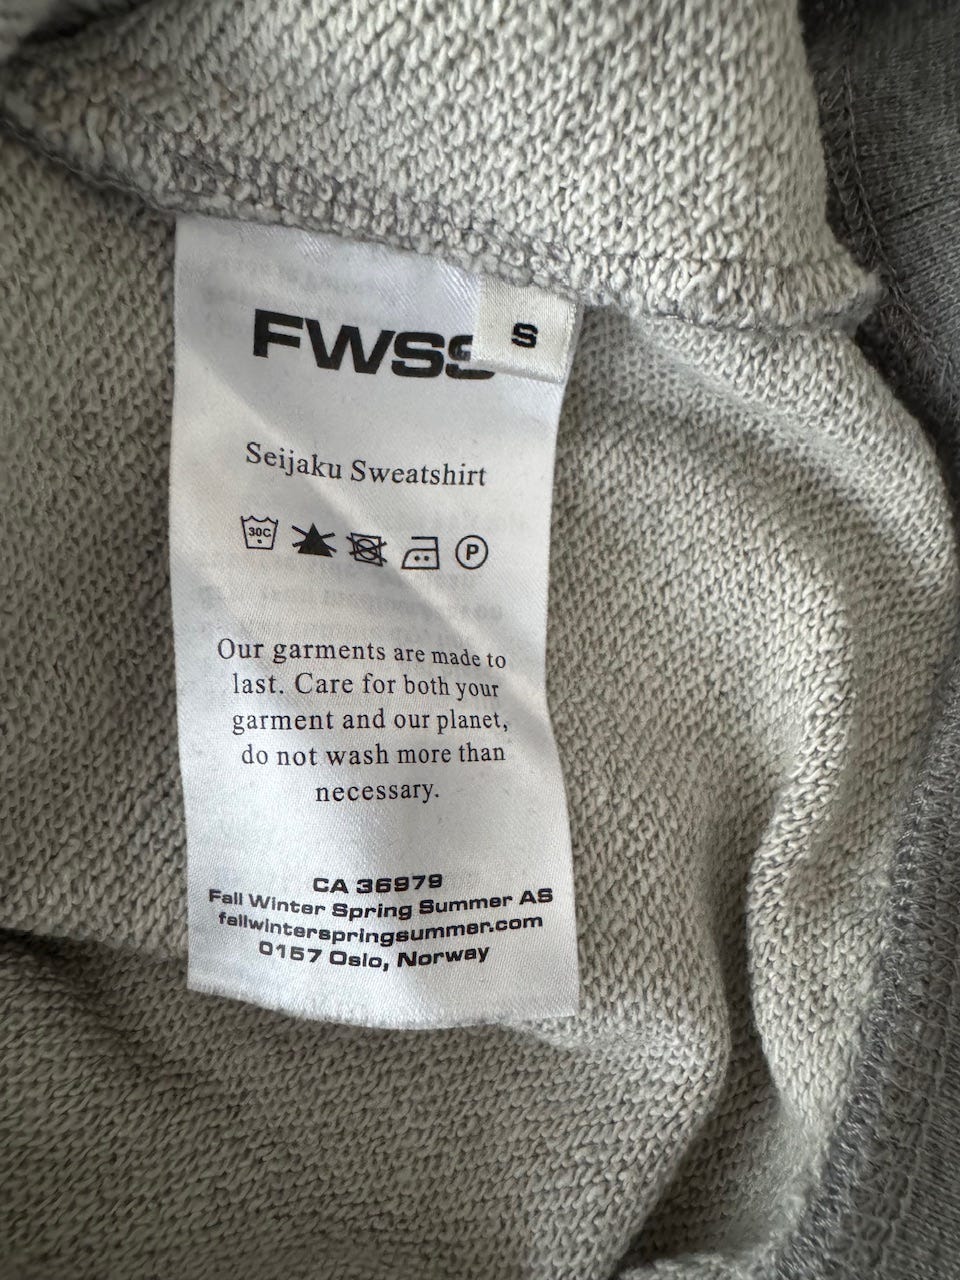 FWSS
S
Seijaku Sweatshirt
30C
P
Our garments are made to
last. Care for both your
garment and our planet,
do not wash more than
necessary.
CA 36979
Fall Winter Spring Summer AS
fallwinterspringsummer.com
0157 Oslo, Norway